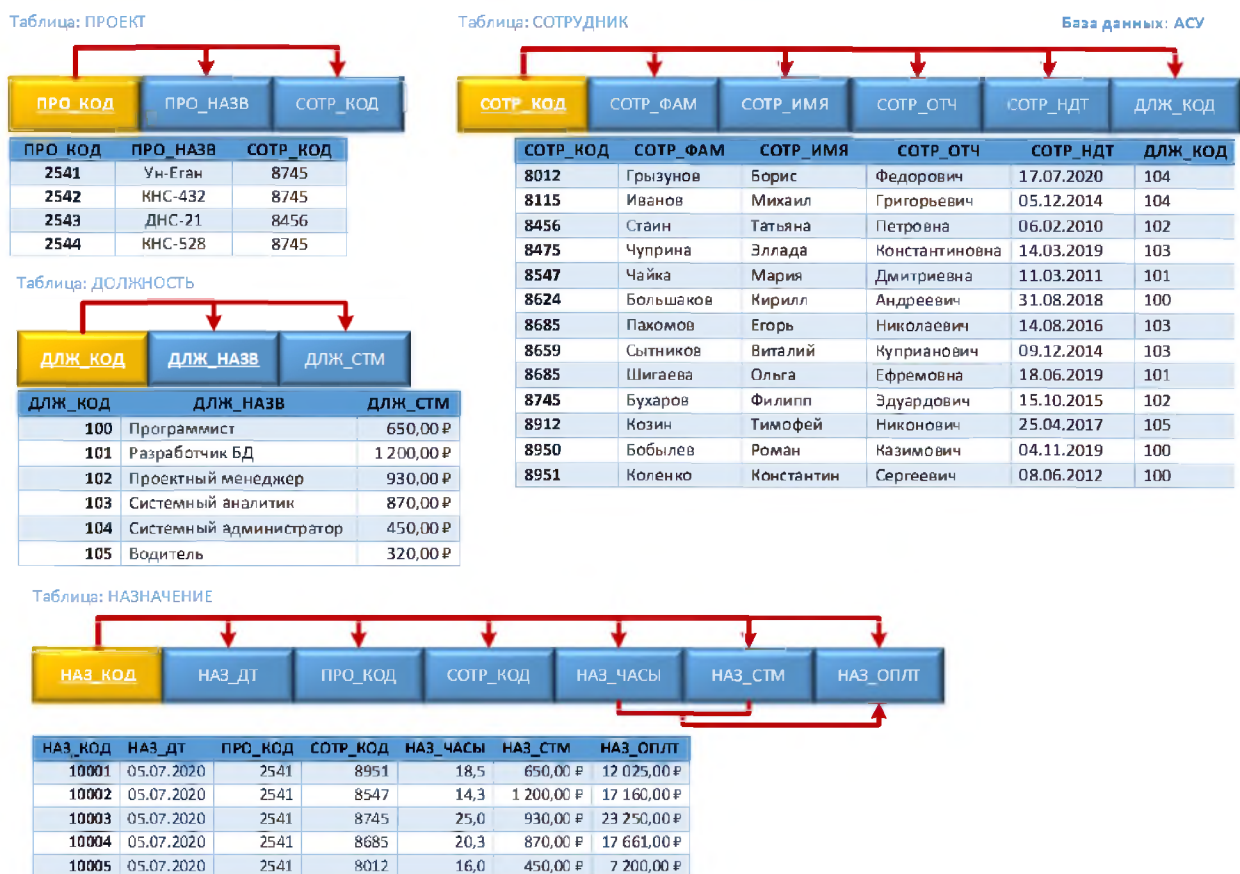 Таблица: ПРОЕКТ
ПРО_КОД ПРО_НАЗВ СОТР_КОД
ПРО_КОД ПРО_НАЗВ СОТР_КОД
2541 Ун-Еган 8745
2542 КНС-432 8745
2543 ДНС-21 8456
2544 КНС-528 8745
Таблица: СОТРУДНИК База данных: АСУ
СОТР_КОД СОТР_ФАМ СОТР_ИМЯ СОТР_ОТЧ СОТР_НДТ ДЛЖ_КОД
СОТР_КОД СОТР_ФАМ СОТР_ИМЯ СОТР_ОТЧ СОТР_НДТ ДЛЖ_КОД
8012 Грызунов Борис Федорович 17.07.2020 104
8115 Иванов Михаил Григорьевич 05.12.2014 104
8456 Стаин Татьяна Петровна 06.02.2010 102
8475 Чуприна Эллада Константиновна 14.03.2019 103
8547 Чайка Мария Дмитриевна 11.03.2011 101
8624 Большаков Кирилл Андреевич 31.08.2018 100
8685 Пахомов Егорь Николаевич 14.08.2016 103
8659 Сытников Виталий Куприанович 09.12.2014 103
8685 Шигаева Ольга Ефремовна 18.06.2019 101
8745 Бухаров Филипп Эдуардович 15.10.2015 102
8912 Козин Тимофей Никонович 25.04.2017 105
8950 Бобылев Роман Казимович 04.11.2019 100
8951 Коленко Константин Сергеевич 08.06.2012 100
Таблица: ДОЛЖНОСТЬ
ДЛЖ_КОД ДЛЖ_НАЗВ ДЛЖ_СТМ
ДЛЖ_КОД ДЛЖ_НАЗВ ДЛЖ_СТМ
100 Программист 650,00 ₽
101 Разработчик БД 1 200,00 ₽
102 Проектный менеджер 930,00 ₽
103 Системный аналитик 870,00 ₽
104 Системный администратор 450,00 ₽
105 Водитель 320,00 ₽
Таблица: НАЗНАЧЕНИЕ
НАЗ_КОД НАЗ_ДТ ПРО_КОД СОТР_КОД НАЗ_ЧАСЫ НАЗ_СТМ НАЗ_ОПЛТ
НАЗ_КОД НАЗ_ДТ ПРО_КОД СОТР_КОД НАЗ_ЧАСЫ НАЗ_СТМ НАЗ_ОПЛТ
10001 05.07.2020 2541 8951 18,5 650,00 ₽ 12 025,00 ₽
10002 05.07.2020 2541 8547 14,3 1 200,00 ₽ 17 160,00 ₽
10003 05.07.2020 2541 8745 25,0 930,00 ₽ 23 250,00 ₽
10004 05.07.2020 2541 8685 20,3 870,00 ₽ 17 661,00 ₽
10005 05.07.2020 2541 8012 16,0 450,00 ₽ 7 200,00 ₽